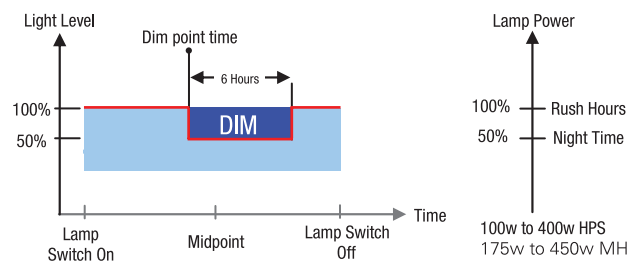 Light Level
Dim point time
6 Hours
100%
DIM
50%
Time
Lamp
Switch On
Midpoint
Lamp Switch
Off
Lamp Power
100%
Rush Hours
50%
Night Time
100w to 400w HPS
175w to 450w MH